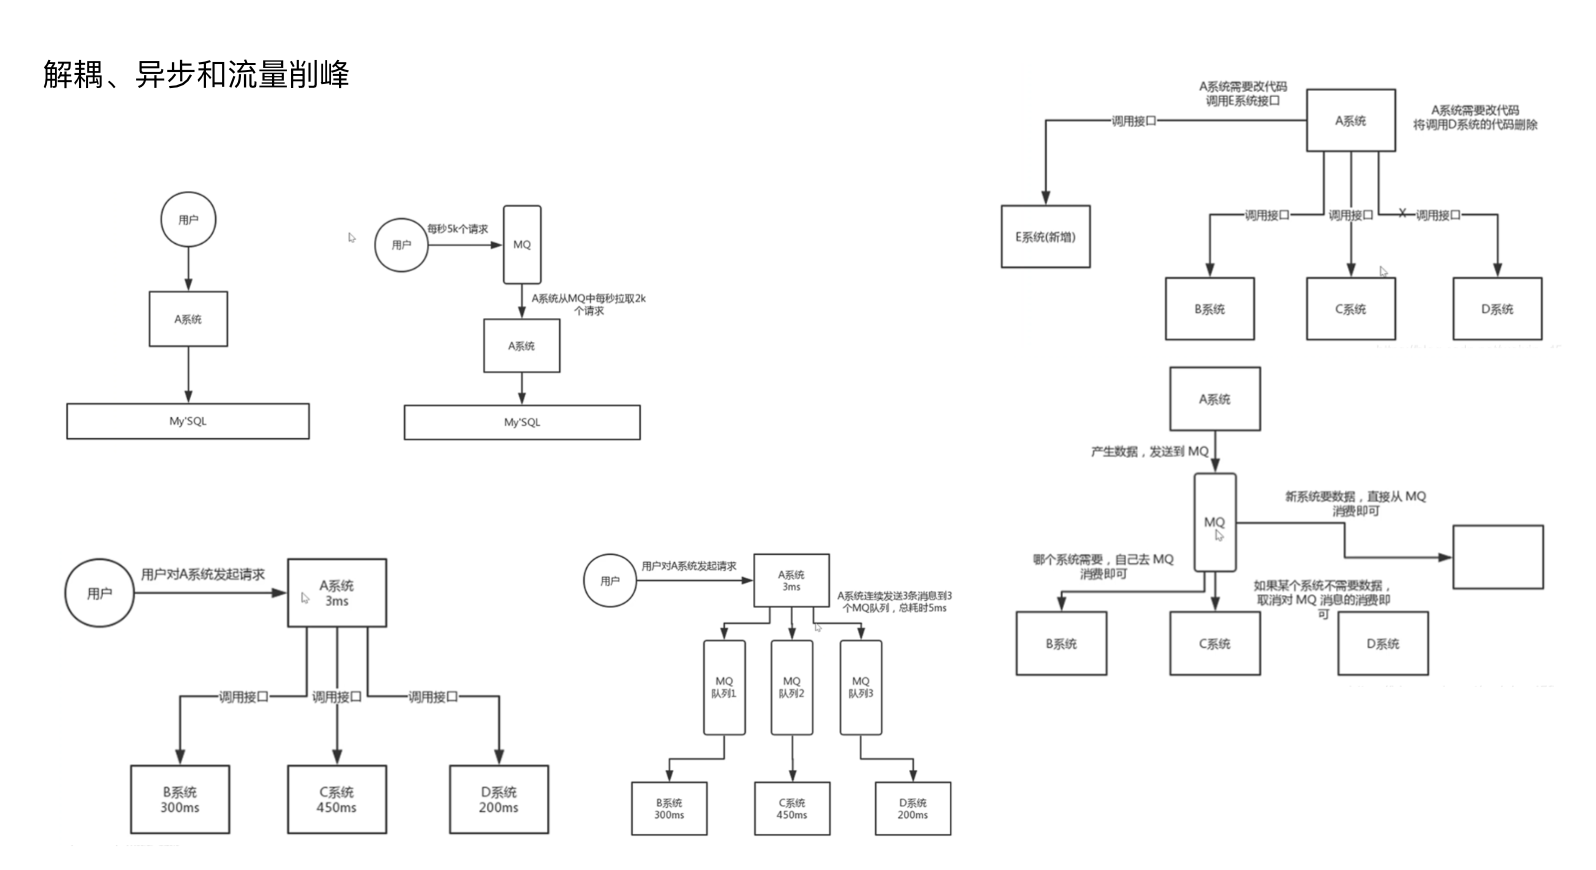 解耦、异步和流量削峰
用户
A系统
My'SQL
用户
每秒5k个请求
MQ
A系统从MQ中每秒拉取2k
个请求
A系统
My'SQL
A系统需要改代码
调用E系统接口
A系统
A系统需要改代码
将调用D系统的代码删除
调用接口
E系统(新增)
调用接口
调用接口
X
调用接口
B系统
C系统
D系统
A系统
产生数据，发送到 MQ
MQ
新系统要数据，直接从 MQ
消费即可
哪个系统需要，自己去 MQ
消费即可
如果某个系统不需要数据，
取消对 MQ 消息的消费即
可
B系统
C系统
D系统
用户
用户对A系统发起请求
A系统
3ms
调用接口
调用接口
调用接口
B系统
300ms
C系统
450ms
D系统
200ms
用户
用户对A系统发起请求
A系统
3ms
A系统连续发送3条消息到3
个MQ队列，总耗时5ms
MQ
队列1
MQ
队列2
MQ
队列3
B系统
300ms
C系统
450ms
D系统
200ms